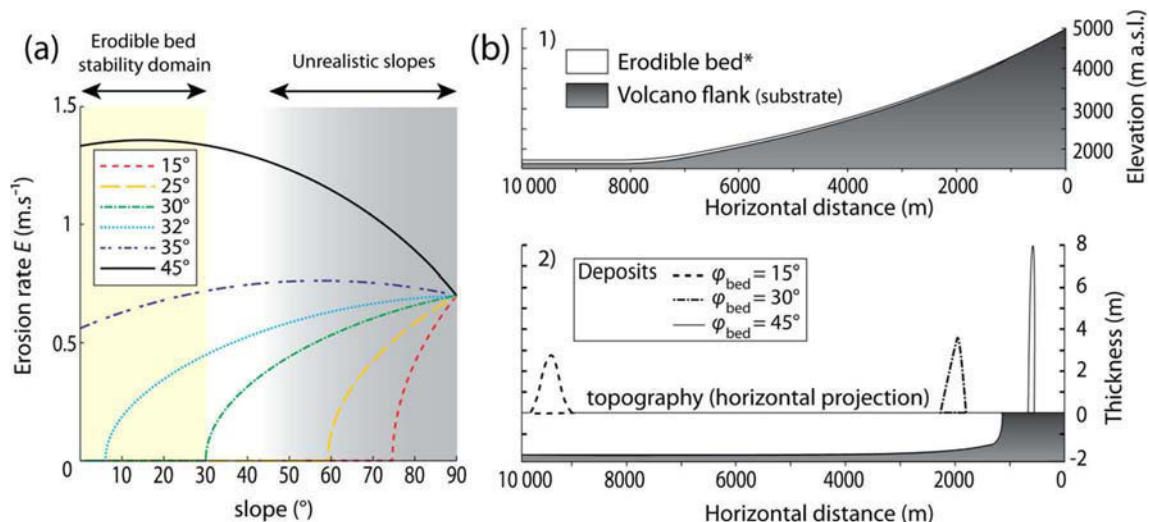 (a)
Erodible bed
stability domain
Unrealistic slopes
1.5
1
0.5
0
Erosion rate E (m.s⁻¹)
15°
25°
30°
32°
35°
45°
10 20 30 40 50 60 70 80 90
slope (°)
(b)
1)
Erodible bed*
Volcano flank (substrate)
5000
4000
3000
2000
Elevation (m a.s.l.)
10 000 8000 6000 4000 2000 0
Horizontal distance (m)
2)
Deposits
φbed = 15°
φbed = 30°
φbed = 45°
topography (horizontal projection)
8
6
4
2
0
-2
Thickness (m)
10 000 8000 6000 4000 2000 0
Horizontal distance (m)